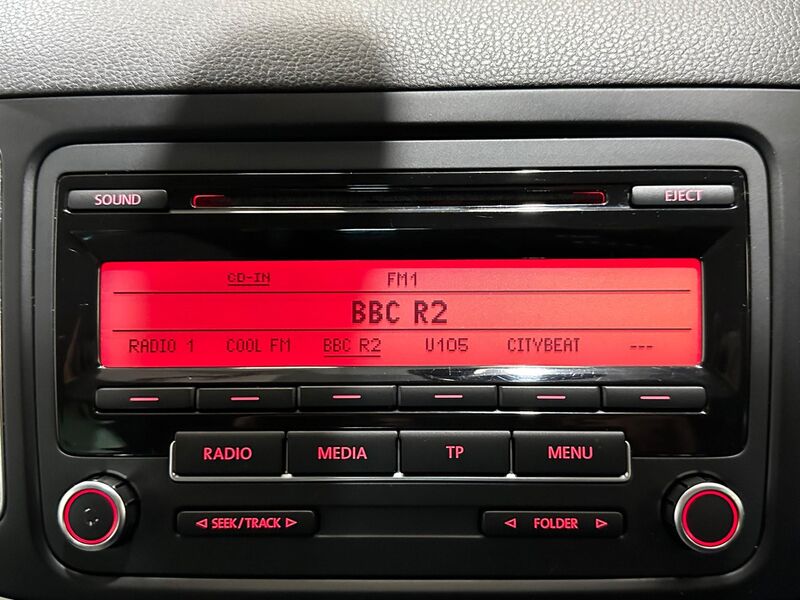 SOUND EJECT
CD-IN FM1
BBC R2
RADIO 1 COOL FM BBC R2 U105 CITYBEAT ---
RADIO MEDIA TP MENU
SEEK/TRACK FOLDER